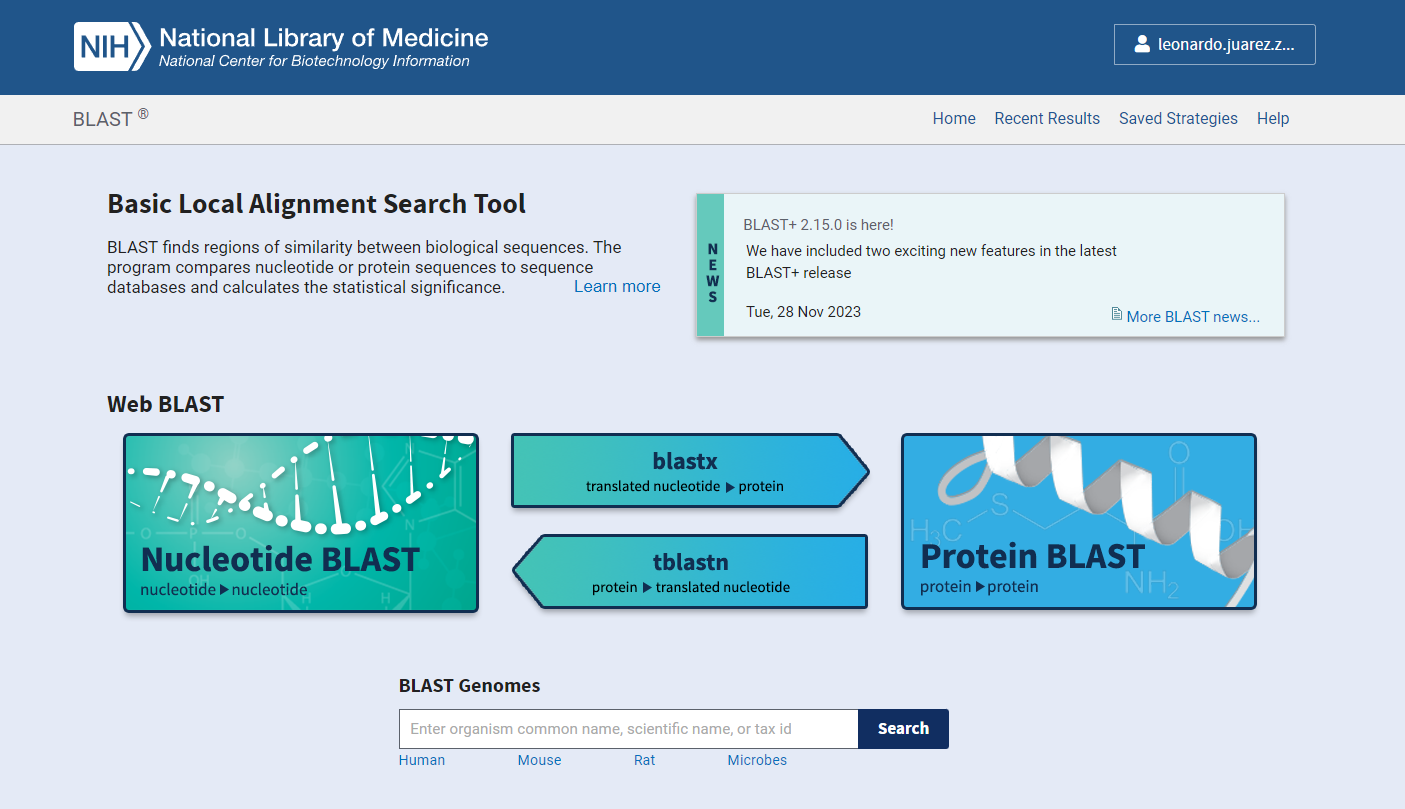 NIH National Library of Medicine
National Center for Biotechnology Information
leonardo.juarez.z...
BLAST ®
Home Recent Results Saved Strategies Help
Basic Local Alignment Search Tool
BLAST finds regions of similarity between biological sequences. The
program compares nucleotide or protein sequences to sequence
databases and calculates the statistical significance. Learn more
NEWS
BLAST+ 2.15.0 is here!
We have included two exciting new features in the latest
BLAST+ release
Tue, 28 Nov 2023
More BLAST news...
Web BLAST
Nucleotide BLAST
nucleotide ▶ nucleotide
blastx
translated nucleotide ▶ protein
tblastn
protein ▶ translated nucleotide
O
S
H₃C
OH
NH₂
Protein BLAST
protein ▶ protein
BLAST Genomes
Enter organism common name, scientific name, or tax id
Search
Human Mouse Rat Microbes